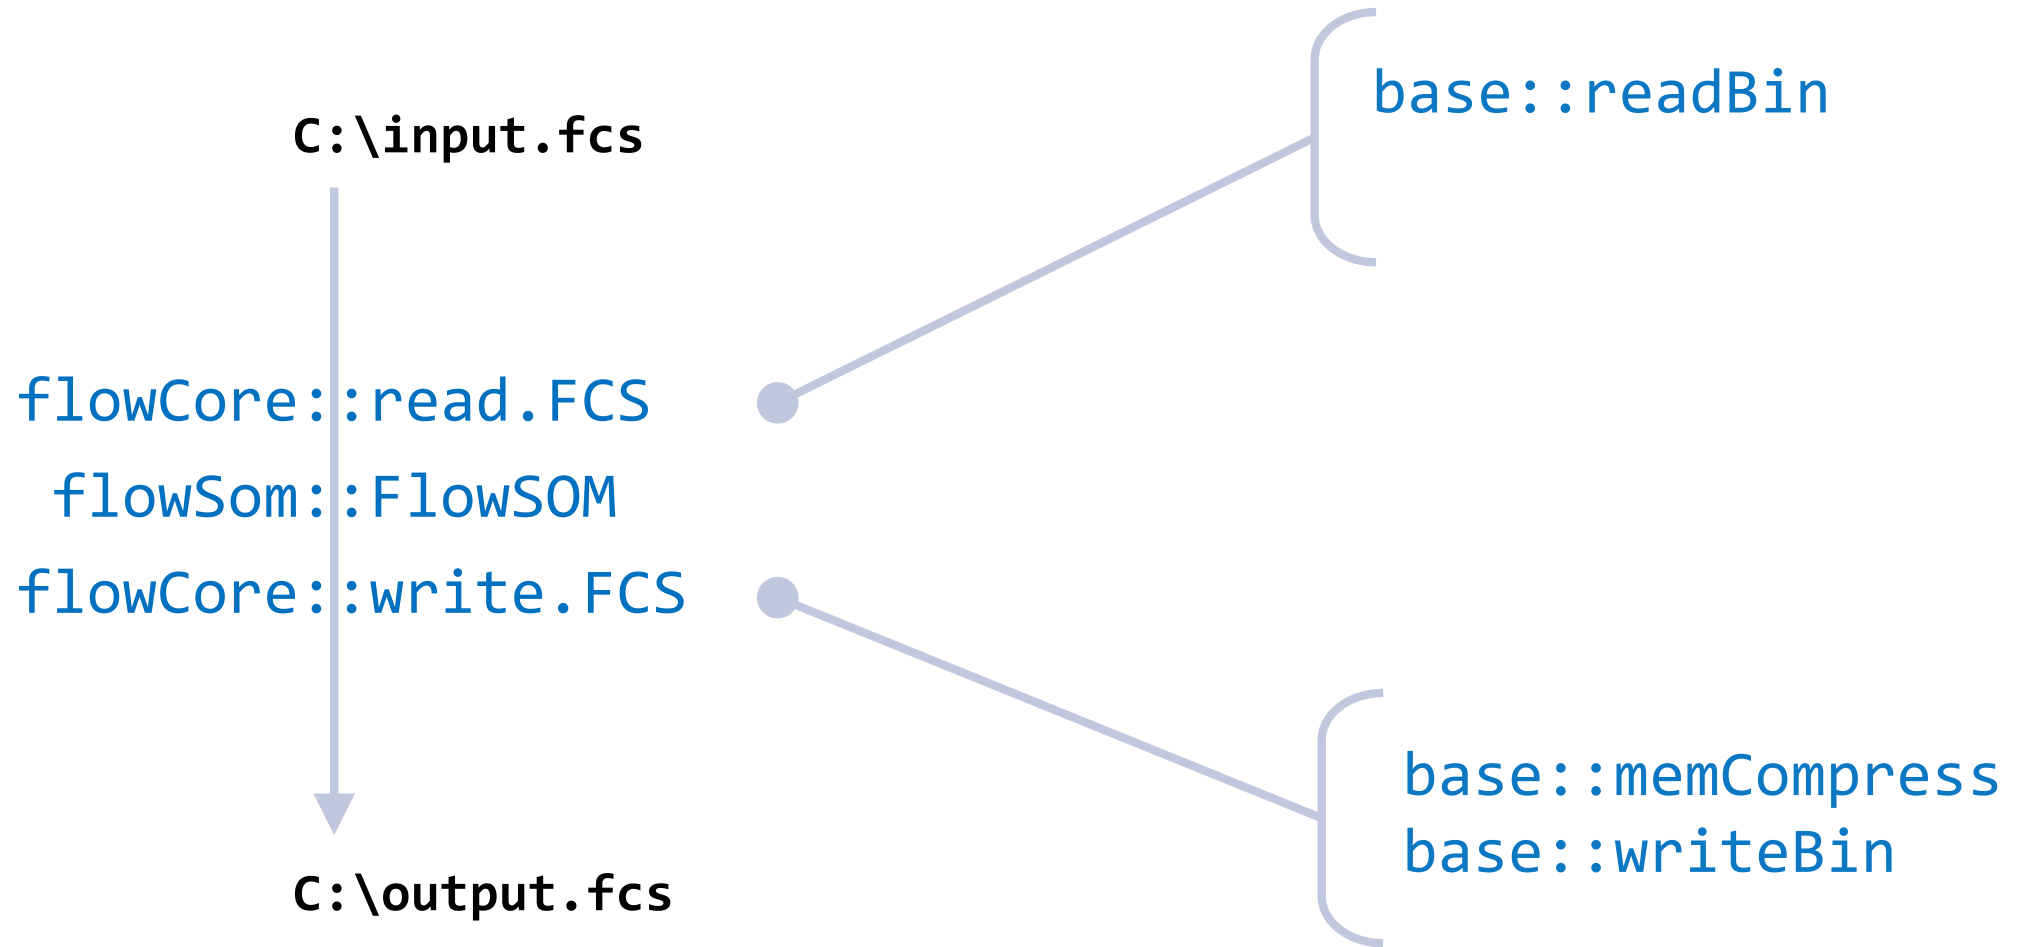 C:\input.fcs
base::readBin
flowCore::read.FCS
flowSom::FlowSOM
flowCore::write.FCS
base::memCompress
base::writeBin
C:\output.fcs